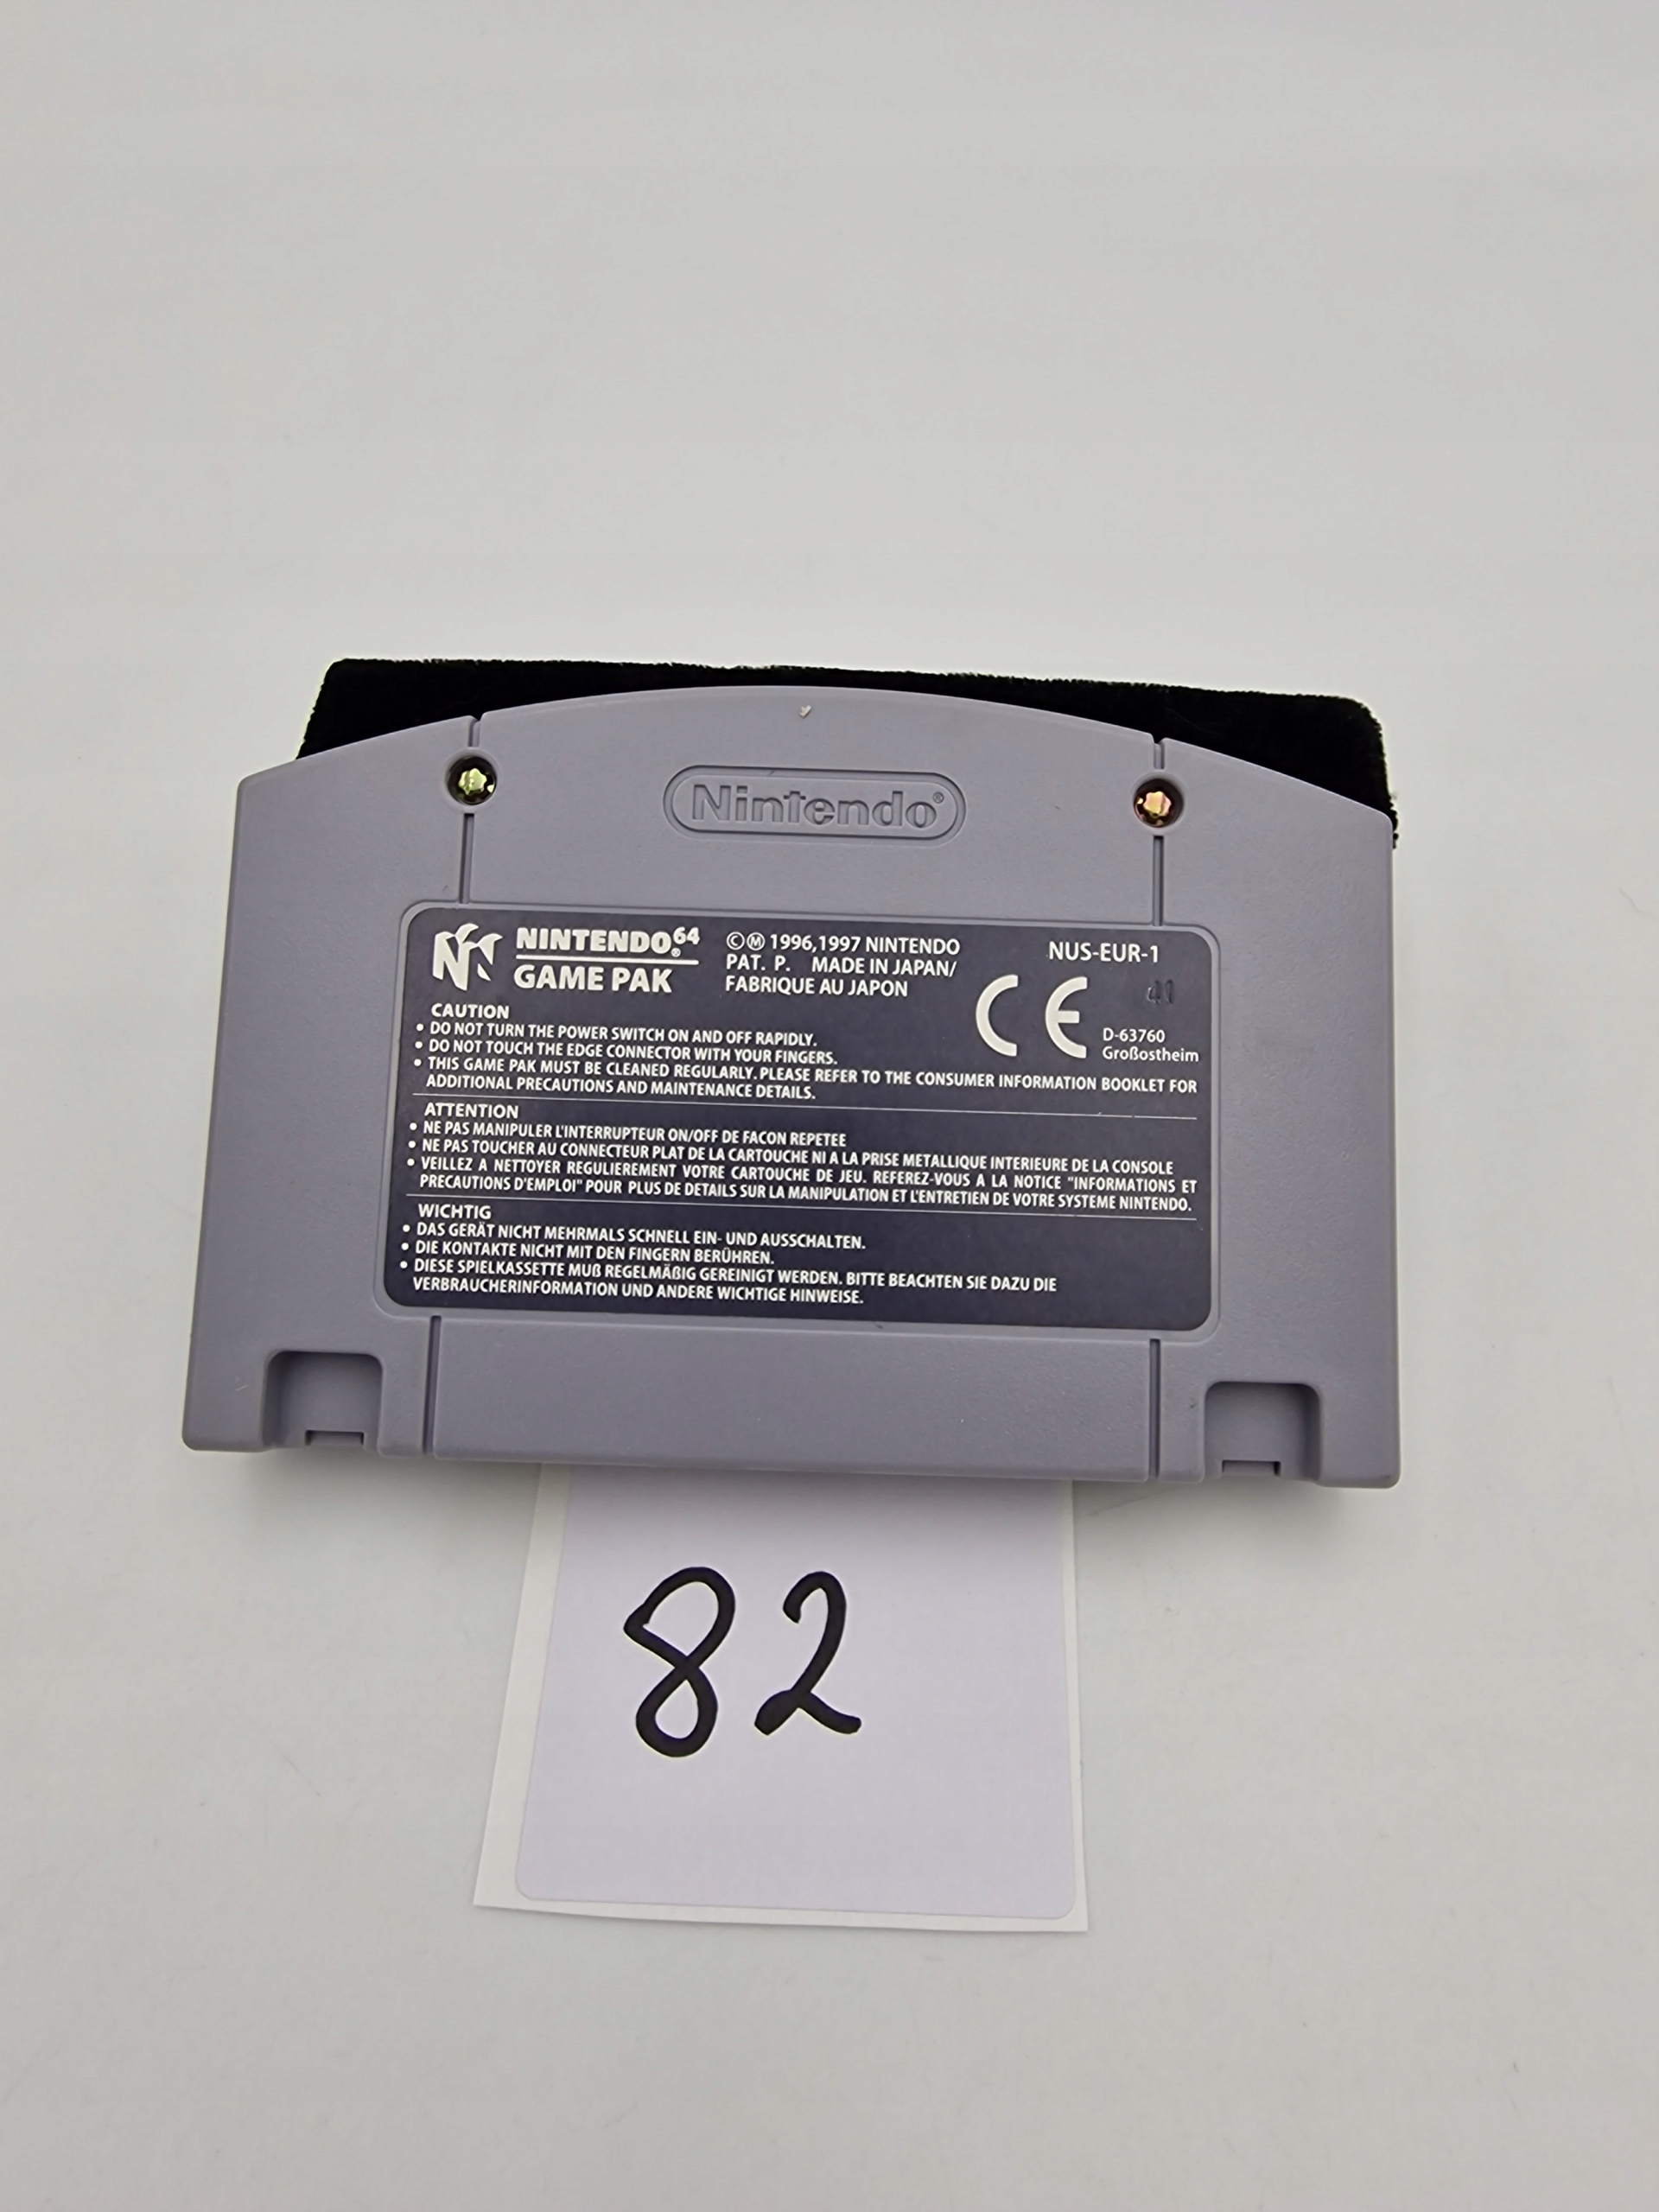 Nintendo®
NINTENDO64®
GAME PAK
©Ⓜ 1996,1997 NINTENDO
PAT. P. MADE IN JAPAN/
FABRIQUE AU JAPON
NUS-EUR-1
41
CE
D-63760
Großostheim
CAUTION
• DO NOT TURN THE POWER SWITCH ON AND OFF RAPIDLY.
• DO NOT TOUCH THE EDGE CONNECTOR WITH YOUR FINGERS.
• THIS GAME PAK MUST BE CLEANED REGULARLY. PLEASE REFER TO THE CONSUMER INFORMATION BOOKLET FOR
ADDITIONAL PRECAUTIONS AND MAINTENANCE DETAILS.
ATTENTION
• NE PAS MANIPULER L'INTERRUPTEUR ON/OFF DE FACON REPETEE
• NE PAS TOUCHER AU CONNECTEUR PLAT DE LA CARTOUCHE NI A LA PRISE METALLIQUE INTERIEURE DE LA CONSOLE
• VEILLEZ A NETTOYER REGULIEREMENT VOTRE CARTOUCHE DE JEU. REFEREZ-VOUS A LA NOTICE "INFORMATIONS ET
PRECAUTIONS D'EMPLOI" POUR PLUS DE DETAILS SUR LA MANIPULATION ET L'ENTRETIEN DE VOTRE SYSTEME NINTENDO.
WICHTIG
• DAS GERÄT NICHT MEHRMALS SCHNELL EIN- UND AUSSCHALTEN.
• DIE KONTAKTE NICHT MIT DEN FINGERN BERÜHREN.
• DIESE SPIELKASSETTE MUß REGELMÄßIG GEREINIGT WERDEN. BITTE BEACHTEN SIE DAZU DIE
VERBRAUCHERINFORMATION UND ANDERE WICHTIGE HINWEISE.
82